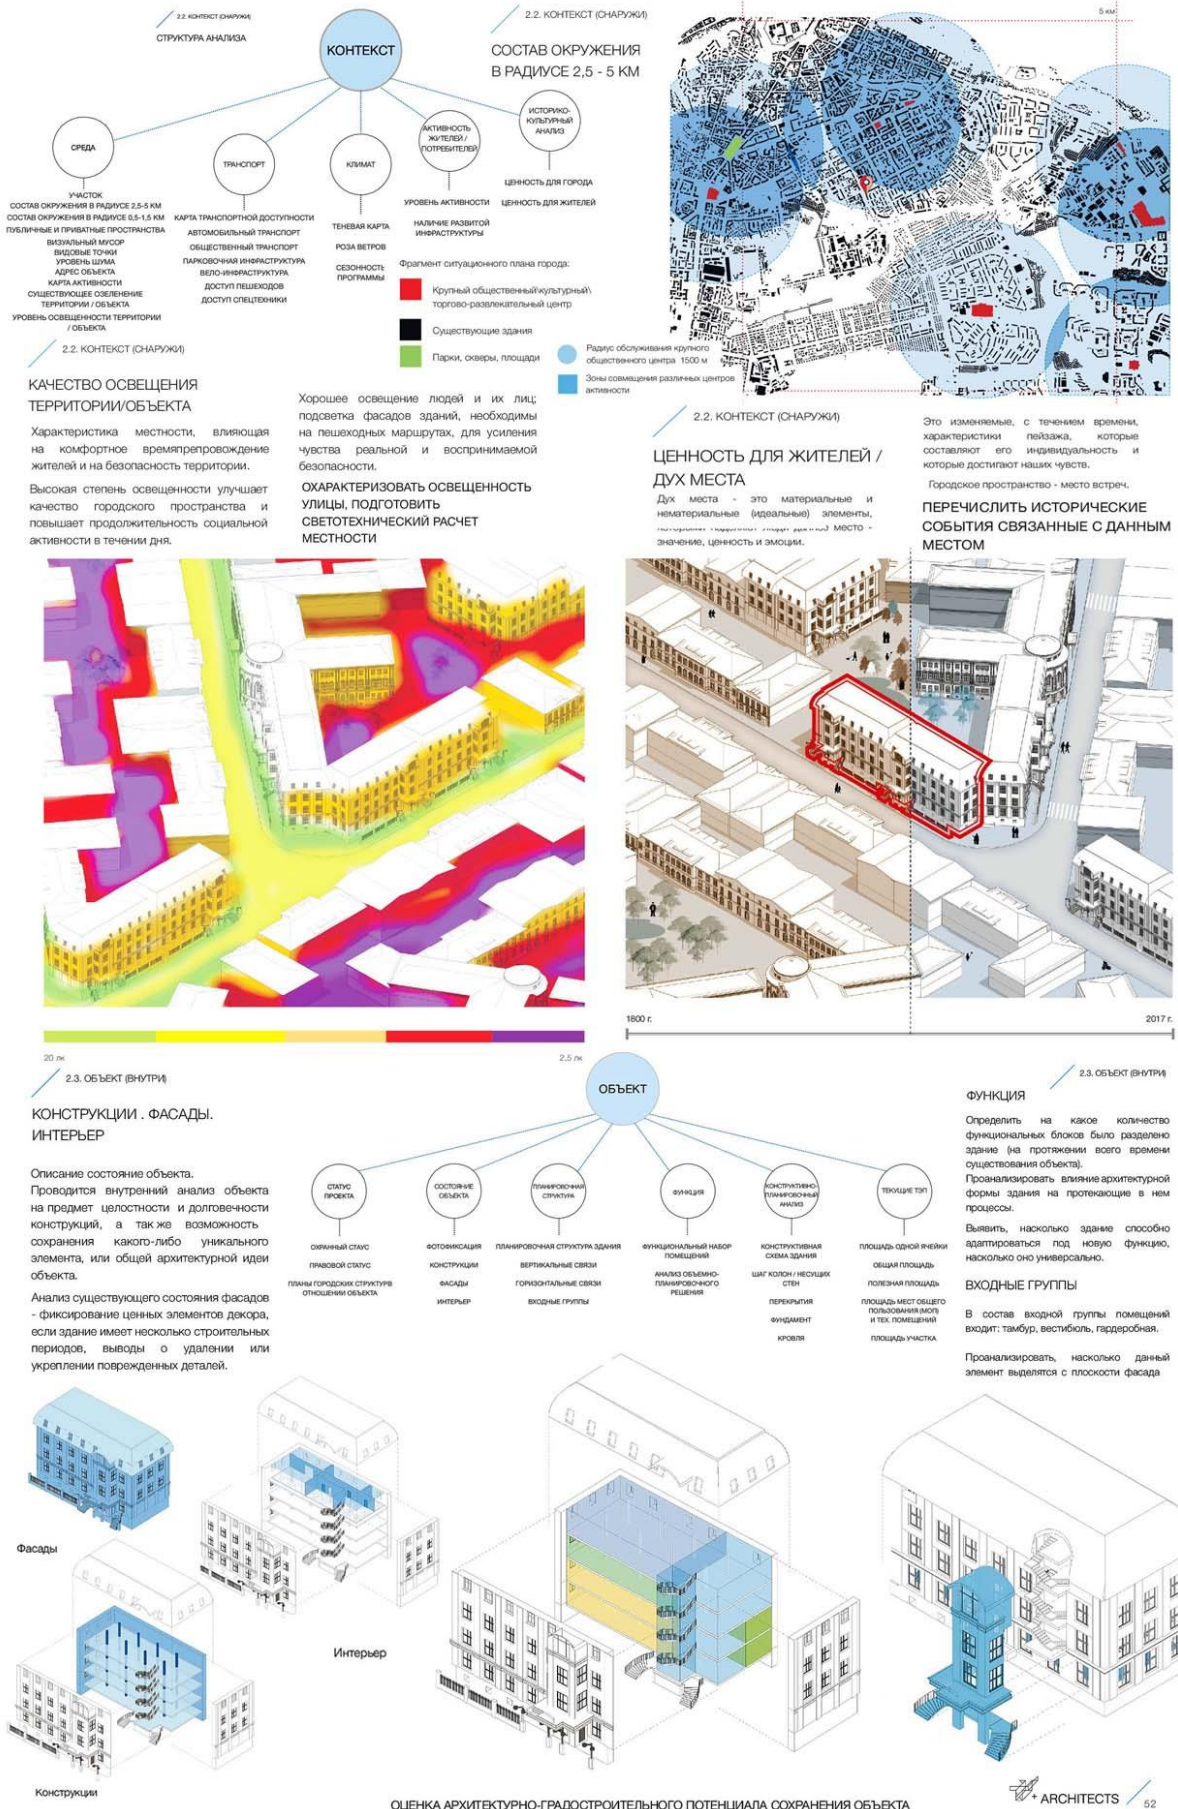 2.2. КОНТЕКСТ (СНАРУЖИ)
СТРУКТУРА АНАЛИЗА
КОНТЕКСТ
СРЕДА
УЧАСТОК
СОСТАВ ОКРУЖЕНИЯ В РАДИУСЕ 2,5-5 КМ
СОСТАВ ОКРУЖЕНИЯ В РАДИУСЕ 0,5-1,5 КМ
ПУБЛИЧНЫЕ И ПРИВАТНЫЕ ПРОСТРАНСТВА
ВИЗУАЛЬНЫЙ МУСОР
ВИДОВЫЕ ТОЧКИ
УРОВЕНЬ ШУМА
АДРЕС ОБЪЕКТА
КАРТА АКТИВНОСТИ
СУЩЕСТВУЮЩЕЕ ОЗЕЛЕНЕНИЕ
ТЕРРИТОРИИ / ОБЪЕКТА
УРОВЕНЬ ОСВЕЩЕННОСТИ ТЕРРИТОРИИ
/ ОБЪЕКТА
ТРАНСПОРТ
КАРТА ТРАНСПОРТНОЙ ДОСТУПНОСТИ
АВТОМОБИЛЬНЫЙ ТРАНСПОРТ
ОБЩЕСТВЕННЫЙ ТРАНСПОРТ
ПАРКОВОЧНАЯ ИНФРАСТРУКТУРА
ВЕЛО-ИНФРАСТРУКТУРА
ДОСТУП ПЕШЕХОДОВ
ДОСТУП СПЕЦТЕХНИКИ
КЛИМАТ
ТЕНЕВАЯ КАРТА
РОЗА ВЕТРОВ
СЕЗОННОСТЬ
ПРОГРАММЫ
АКТИВНОСТЬ
ЖИТЕЛЕЙ /
ПОТРЕБИТЕЛЕЙ
УРОВЕНЬ АКТИВНОСТИ
НАЛИЧИЕ РАЗВИТОЙ
ИНФРАСТРУКТУРЫ
ИСТОРИКО-
КУЛЬТУРНЫЙ
АНАЛИЗ
ЦЕННОСТЬ ДЛЯ ГОРОДА
ЦЕННОСТЬ ДЛЯ ЖИТЕЛЕЙ
2.2. КОНТЕКСТ (СНАРУЖИ)
СОСТАВ ОКРУЖЕНИЯ
В РАДИУСЕ 2,5 - 5 КМ
5 км
Фрагмент ситуационного плана города:
Крупный общественный\культурный\
торгово-развлекательный центр
Существующие здания
Парки, скверы, площади
Радиус обслуживания крупного
общественного центра 1500 м
Зоны совмещения различных центров
активности
2.2. КОНТЕКСТ (СНАРУЖИ)
КАЧЕСТВО ОСВЕЩЕНИЯ
ТЕРРИТОРИИ/ОБЪЕКТА
Характеристика местности, влияющая
на комфортное времяпрепровождение
жителей и на безопасность территории.
Высокая степень освещенности улучшает
качество городского пространства и
повышает продолжительность социальной
активности в течении дня.
Хорошее освещение людей и их лиц;
подсветка фасадов зданий, необходимы
на пешеходных маршрутах, для усиления
чувства реальной и воспринимаемой
безопасности.
ОХАРАКТЕРИЗОВАТЬ ОСВЕЩЕННОСТЬ
УЛИЦЫ, ПОДГОТОВИТЬ
СВЕТОТЕХНИЧЕСКИЙ РАСЧЕТ
МЕСТНОСТИ
2.2. КОНТЕКСТ (СНАРУЖИ)
ЦЕННОСТЬ ДЛЯ ЖИТЕЛЕЙ /
ДУХ МЕСТА
Дух места - это материальные и
нематериальные (идеальные) элементы,
которыми наделяют люди данное место -
значение, ценность и эмоции.
Это изменяемые, с течением времени,
характеристики пейзажа, которые
составляют его индивидуальность и
которые достигают наших чувств.
Городское пространство - место встреч.
ПЕРЕЧИСЛИТЬ ИСТОРИЧЕСКИЕ
СОБЫТИЯ СВЯЗАННЫЕ С ДАННЫМ
МЕСТОМ
20 лк
2,5 лк
1800 г.
2017 г.
2.3. ОБЪЕКТ (ВНУТРИ)
КОНСТРУКЦИИ . ФАСАДЫ.
ИНТЕРЬЕР
Описание состояние объекта.
Проводится внутренний анализ объекта
на предмет целостности и долговечности
конструкций, а так же возможность
сохранения какого-либо уникального
элемента, или общей архитектурной идеи
объекта.
Анализ существующего состояния фасадов
- фиксирование ценных элементов декора,
если здание имеет несколько строительных
периодов, выводы о удалении или
укреплении поврежденных деталей.
ОБЪЕКТ
СТАТУС
ПРОЕКТА
ОХРАННЫЙ СТАУС
ПРАВОВОЙ СТАТУС
ПЛАНЫ ГОРОДСКИХ СТРУКТУР В
ОТНОШЕНИИ ОБЪЕКТА
СОСТОЯНИЕ
ОБЪЕКТА
ФОТОФИКСАЦИЯ
КОНСТРУКЦИИ
ФАСАДЫ
ИНТЕРЬЕР
ПЛАНИРОВОЧНАЯ
СТРУКТУРА
ПЛАНИРОВОЧНАЯ СТРУКТУРА ЗДАНИЯ
ВЕРТИКАЛЬНЫЕ СВЯЗИ
ГОРИЗОНТАЛЬНЫЕ СВЯЗИ
ВХОДНЫЕ ГРУППЫ
ФУНКЦИЯ
ФУНКЦИОНАЛЬНЫЙ НАБОР
ПОМЕЩЕНИЙ
АНАЛИЗ ОБЪЕМНО-
ПЛАНИРОВОЧНОГО
РЕШЕНИЯ
КОНСТРУКТИВНО-
ПЛАНИРОВОЧНЫЙ
АНАЛИЗ
КОНСТРУКТИВНАЯ
СХЕМА ЗДАНИЯ
ШАГ КОЛОН / НЕСУЩИХ
СТЕН
ПЕРЕКРЫТИЯ
ФУНДАМЕНТ
КРОВЛЯ
ТЕКУЩИЕ ТЭП
ПЛОЩАДЬ ОДНОЙ ЯЧЕЙКИ
ОБЩАЯ ПЛОЩАДЬ
ПОЛЕЗНАЯ ПЛОЩАДЬ
ПЛОЩАДЬ МЕСТ ОБЩЕГО
ПОЛЬЗОВАНИЯ (МОП)
И ТЕХ. ПОМЕЩЕНИЙ
ПЛОЩАДЬ УЧАСТКА
2.3. ОБЪЕКТ (ВНУТРИ)
ФУНКЦИЯ
Определить на какое количество
функциональных блоков было разделено
здание (на протяжении всего времени
существования объекта).
Проанализировать влияние архитектурной
формы здания на протекающие в нем
процессы.
Выявить, насколько здание способно
адаптироваться под новую функцию,
насколько оно универсально.
ВХОДНЫЕ ГРУППЫ
В состав входной группы помещений
входит: тамбур, вестибюль, гардеробная.
Проанализировать, насколько данный
элемент выделятся с плоскости фасада
Фасады
Интерьер
Конструкции
ОЦЕНКА АРХИТЕКТУРНО-ГРАДОСТРОИТЕЛЬНОГО ПОТЕНЦИАЛА СОХРАНЕНИЯ ОБЪЕКТА
ARCHITECTS
52